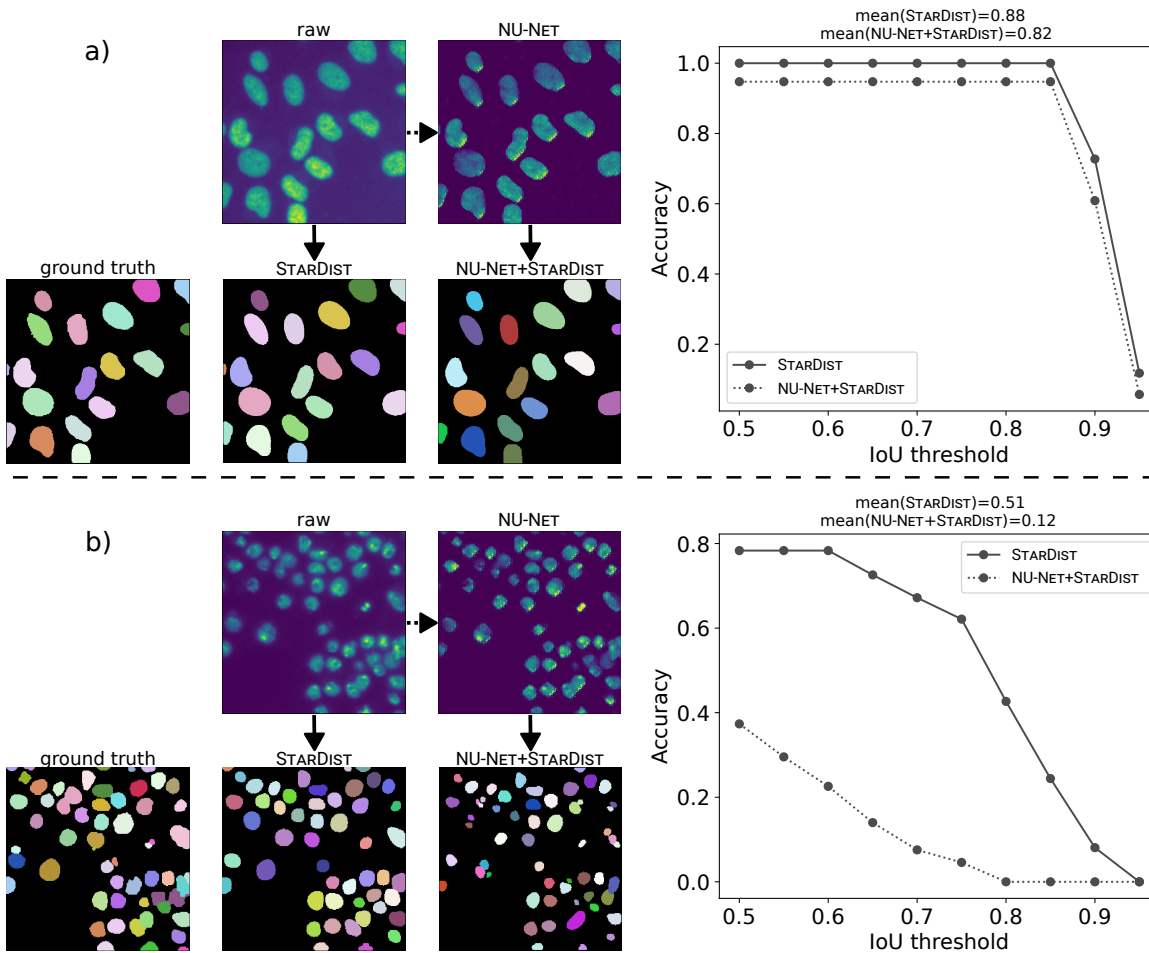 a)
raw
NU-NET
ground truth
STARDIST
NU-NET+STARDIST
mean(STARDIST)=0.88
mean(NU-NET+STARDIST)=0.82
Accuracy
1.0
0.8
0.6
0.4
0.2
STARDIST
NU-NET+STARDIST
0.5 0.6 0.7 0.8 0.9
IoU threshold
b)
raw
NU-NET
ground truth
STARDIST
NU-NET+STARDIST
mean(STARDIST)=0.51
mean(NU-NET+STARDIST)=0.12
Accuracy
0.8
0.6
0.4
0.2
0.0
STARDIST
NU-NET+STARDIST
0.5 0.6 0.7 0.8 0.9
IoU threshold